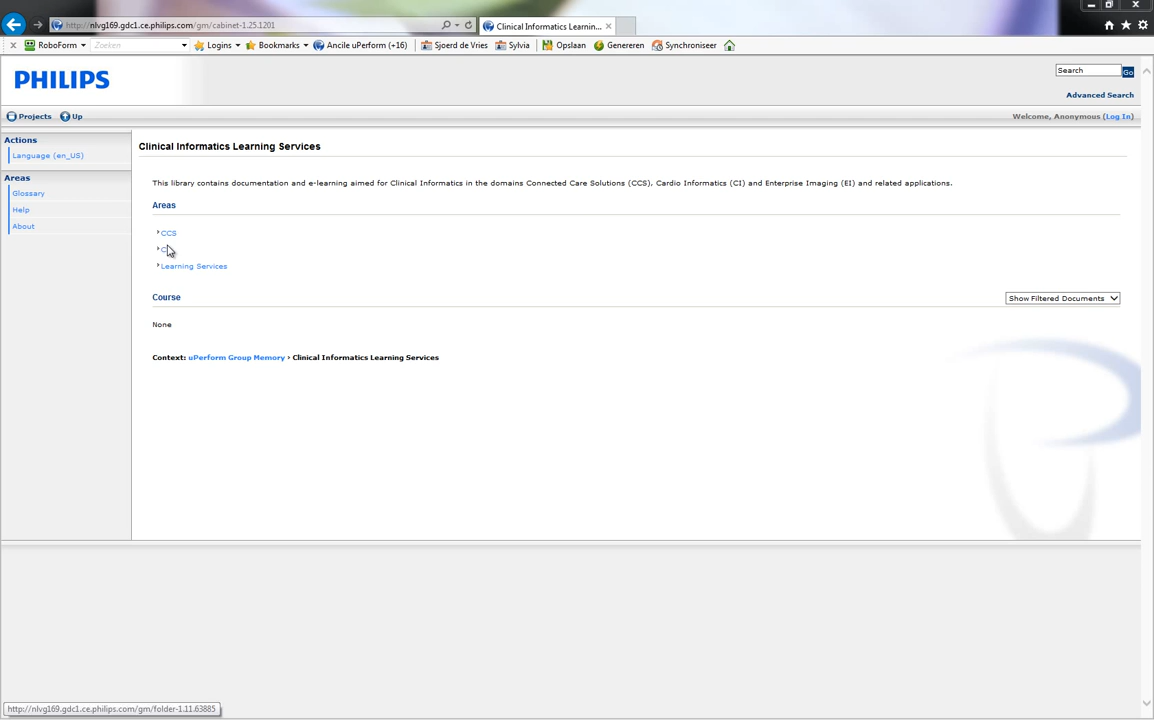 http://nlvg169.gdc1.ce.philips.com/gm/cabinet-1.25.1201
Clinical Informatics Learnin...
RoboForm
Zoeken
Logins
Bookmarks
Ancile uPerform (+16)
Sjoerd de Vries
Sylvia
Opslaan
Genereren
Synchroniseer
PHILIPS
Search
Go
Advanced Search
Projects
Up
Welcome, Anonymous (Log In)
Actions
Language (en_US)
Areas
Glossary
Help
About
Clinical Informatics Learning Services
This library contains documentation and e-learning aimed for Clinical Informatics in the domains Connected Care Solutions (CCS), Cardio Informatics (CI) and Enterprise Imaging (EI) and related applications.
Areas
CCS
Learning Services
Course
Show Filtered Documents
None
Context: uPerform Group Memory › Clinical Informatics Learning Services
http://nlvg169.gdc1.ce.philips.com/gm/folder-1.11.63885